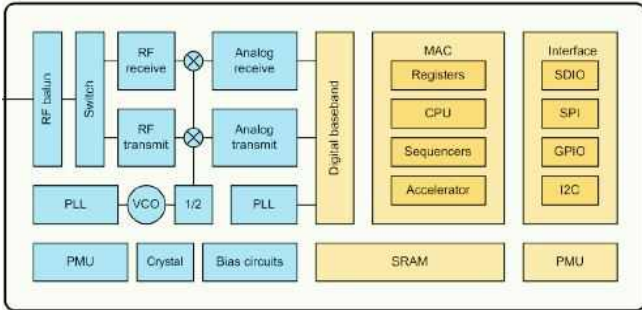 RF balun
Switch
RF
receive
Analog
receive
RF
transmit
Analog
transmit
Digital baseband
PLL
VCO
1/2
PLL
PMU
Crystal
Bias circuits
MAC
Registers
CPU
Sequencers
Accelerator
Interface
SDIO
SPI
GPIO
I2C
SRAM
PMU